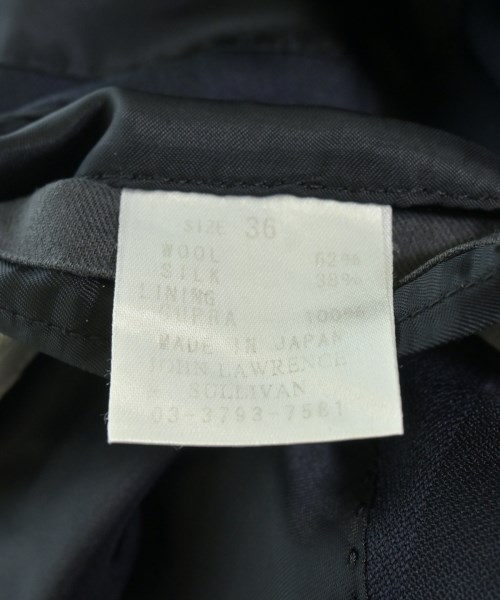 SIZE 36
WOOL 62%
SILK 38%
LINING
CUPRA 100%
MADE IN JAPAN
JOHN LAWRENCE
SULLIVAN
03-3793-7581